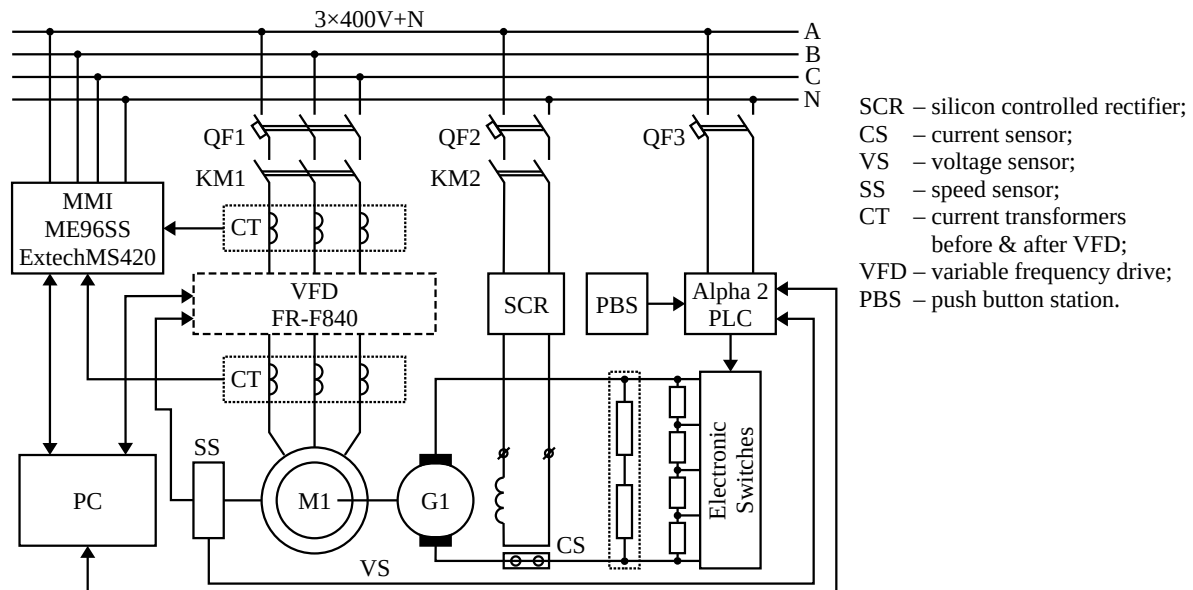 3×400V+N
A
B
C
N
QF1
QF2
QF3
KM1
KM2
MMI
ME96SS
ExtechMS420
CT
VFD
FR-F840
SCR
PBS
Alpha 2
PLC
CT
SS
PC
M1
G1
CS
VS
Electronic
Switches
SCR – silicon controlled rectifier;
CS – current sensor;
VS – voltage sensor;
SS – speed sensor;
CT – current transformers
before & after VFD;
VFD – variable frequency drive;
PBS – push button station.